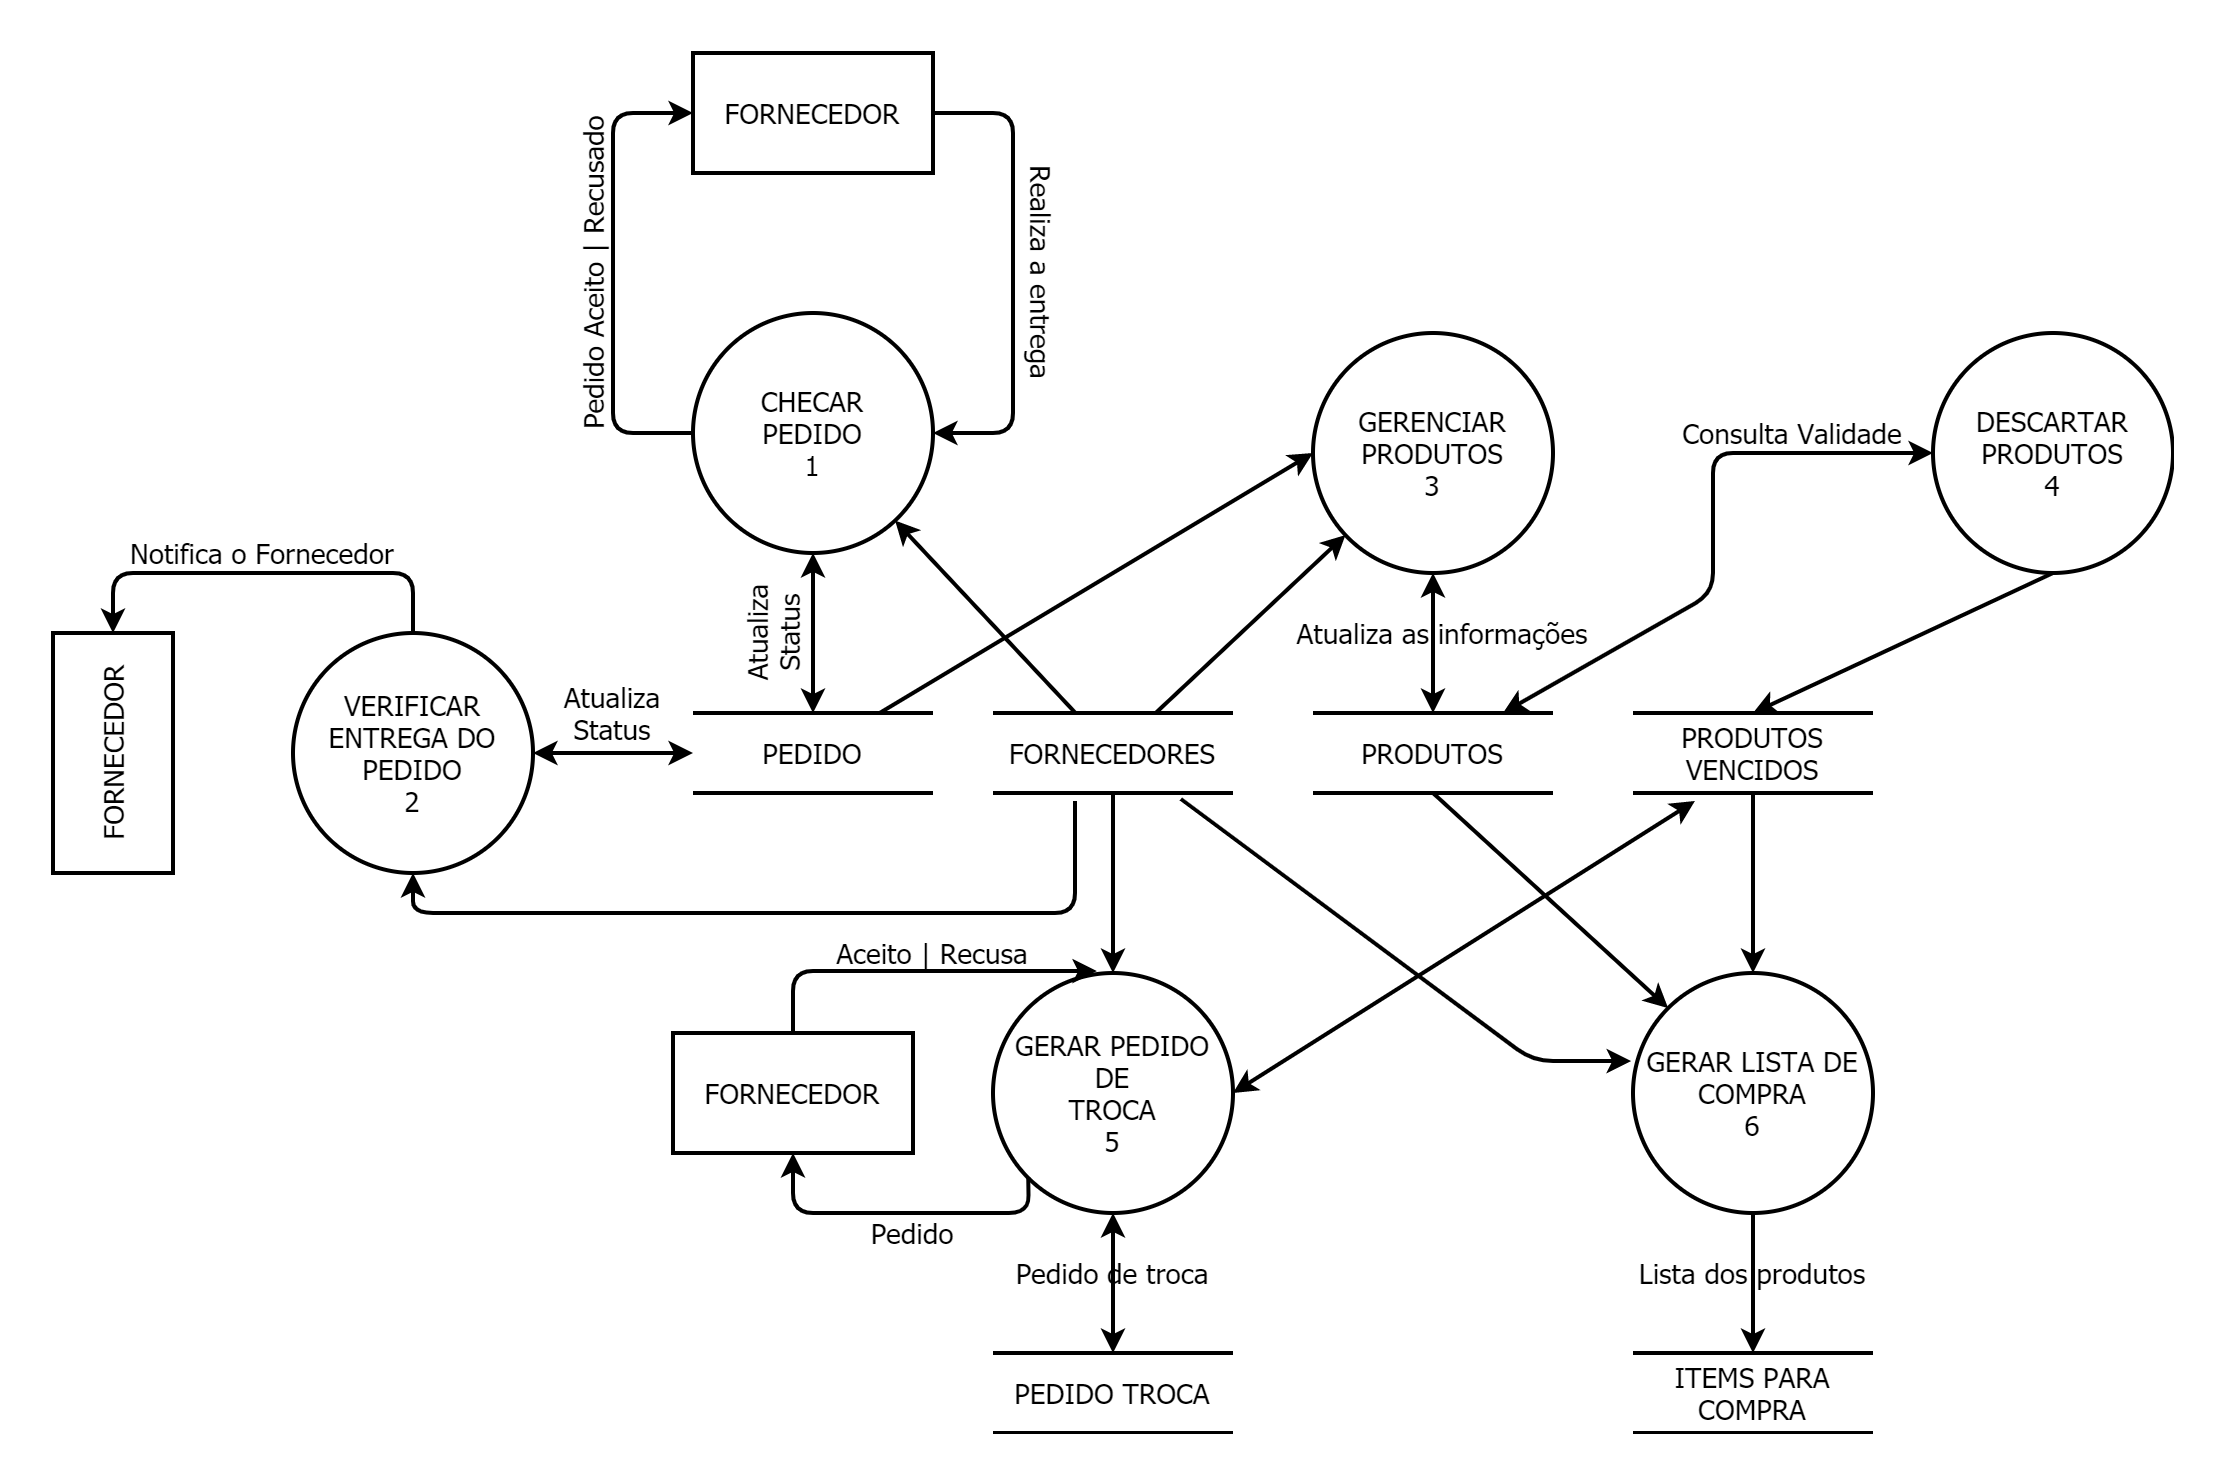 FORNECEDOR
Pedido Aceito | Recusado
Realiza a entrega
CHECAR
PEDIDO
1
GERENCIAR
PRODUTOS
3
Consulta Validade
DESCARTAR
PRODUTOS
4
Notifica o Fornecedor
Atualiza
Status
Atualiza as informações
FORNECEDOR
VERIFICAR
ENTREGA DO
PEDIDO
2
Atualiza
Status
PEDIDO
FORNECEDORES
PRODUTOS
PRODUTOS
VENCIDOS
Aceito | Recusa
FORNECEDOR
GERAR PEDIDO
DE
TROCA
5
GERAR LISTA DE
COMPRA
6
Pedido
Pedido de troca
Lista dos produtos
PEDIDO TROCA
ITEMS PARA
COMPRA